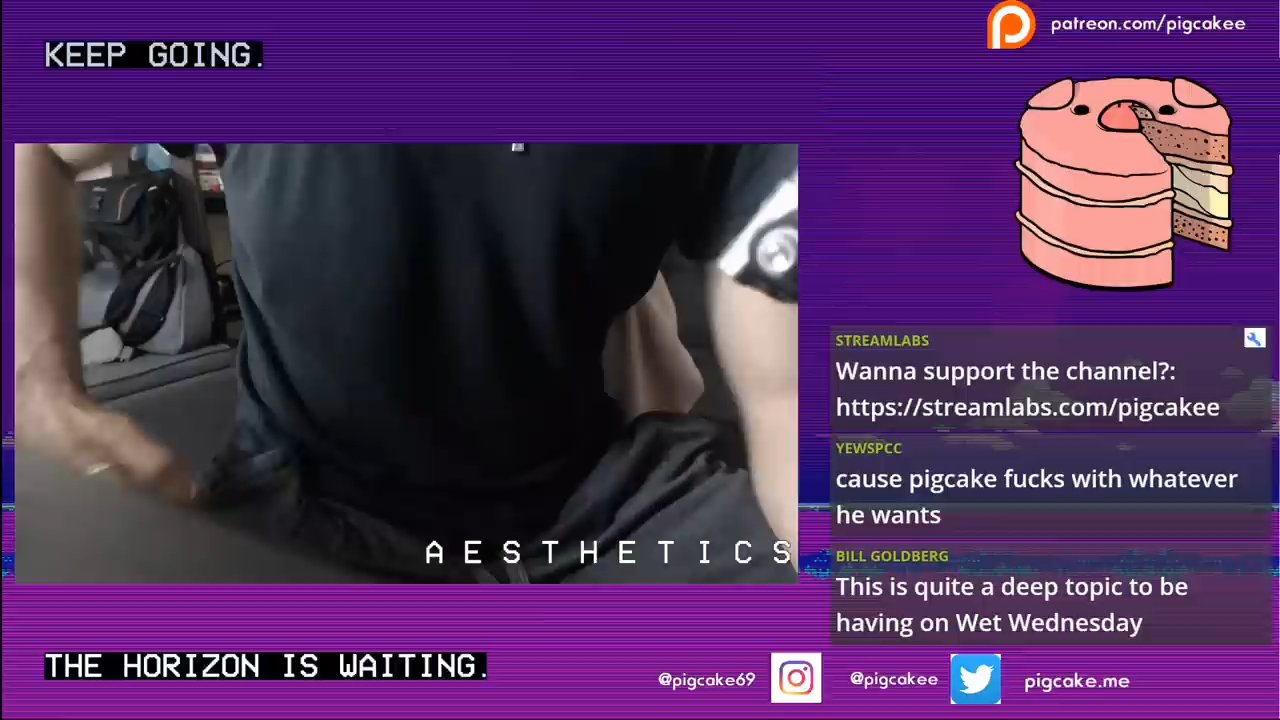 patreon.com/pigcakee
KEEP GOING.
STREAMLABS
Wanna support the channel?:
https://streamlabs.com/pigcakee
YEWSPCC
cause pigcake fucks with whatever
he wants
BILL GOLDBERG
This is quite a deep topic to be
having on Wet Wednesday
AESTHETICS
THE HORIZON IS WAITING.
@pigcakee69
@pigcakee
pigcake.me